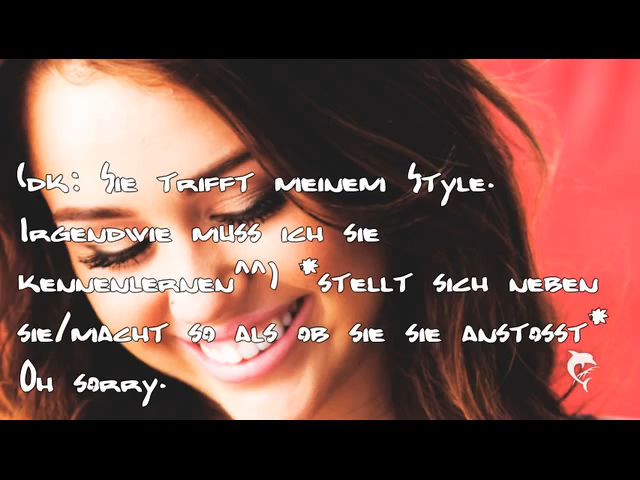 (dk: Sie trifft meinem Style.
Irgendwie muss ich sie
kennenlernen^^) *stellt sich neben
sie/macht so als ob sie sie anstosst*
Oh sorry.